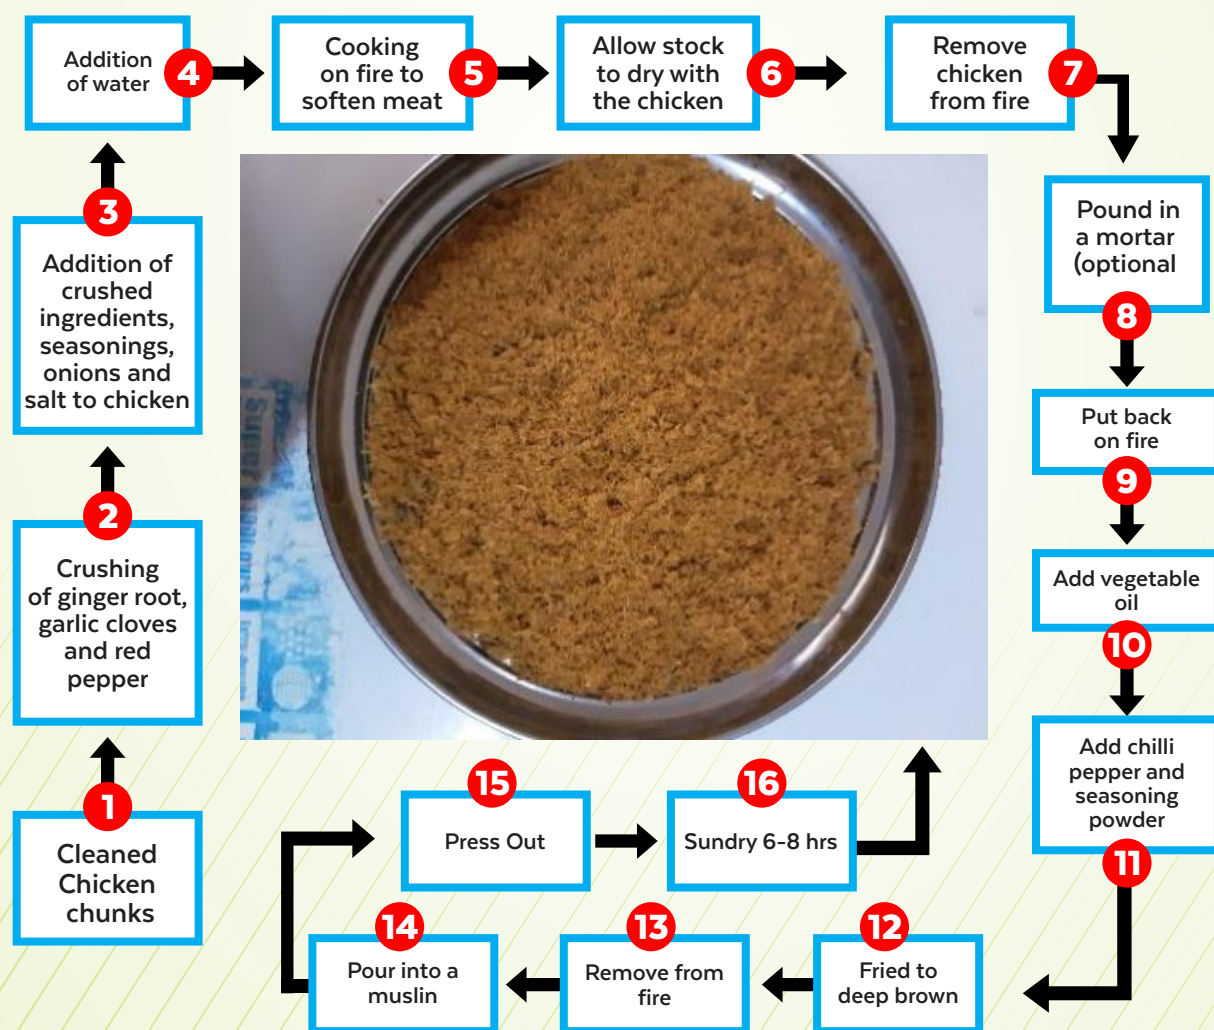 1
Cleaned
Chicken
chunks
2
Crushing
of ginger root,
garlic cloves
and red
pepper
3
Addition of
crushed
ingredients,
seasonings,
onions and
salt to chicken
4
Addition
of water
5
Cooking
on fire to
soften meat
6
Allow stock
to dry with
the chicken
7
Remove
chicken
from fire
8
Pound in
a mortar
(optional
9
Put back
on fire
10
Add vegetable
oil
11
Add chilli
pepper and
seasoning
powder
12
Fried to
deep brown
13
Remove from
fire
14
Pour into a
muslin
15
Press Out
16
Sundry 6-8 hrs